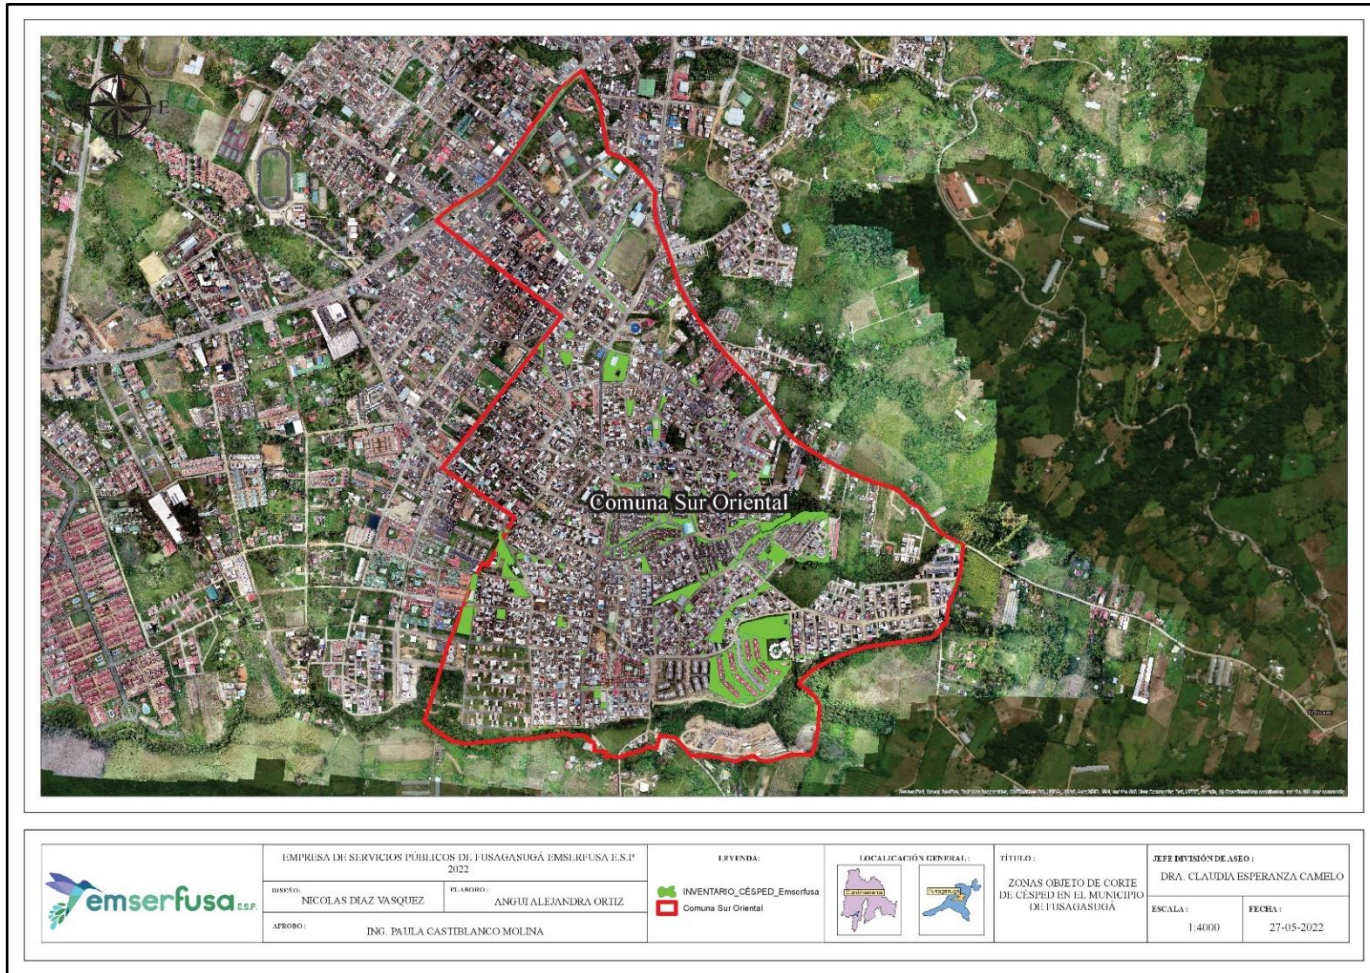 Comuna Sur Oriental
emserfusa E.S.P.
EMPRESA DE SERVICIOS PÚBLICOS DE FUSAGASUGÁ EMSERFUSA E.S.P
2022
DISEÑO:
NICOLAS DIAZ VASQUEZ
ELABORO:
ANGUI ALEJANDRA ORTIZ
APROBO:
ING. PAULA CASTIBLANCO MOLINA
LEYENDA:
INVENTARIO_CÉSPED_Emserfusa
Comuna Sur Oriental
LOCALICACIÓN GENERAL:
Cundinamarca
Fusagasuga
TÍTULO:
ZONAS OBJETO DE CORTE
DE CÉSPED EN EL MUNICIPIO
DE FUSAGASUGÁ
JEFE DIVISIÓN DE ASEO:
DRA. CLAUDIA ESPERANZA CAMELO
ESCALA:
1:4000
FECHA:
27-05-2022